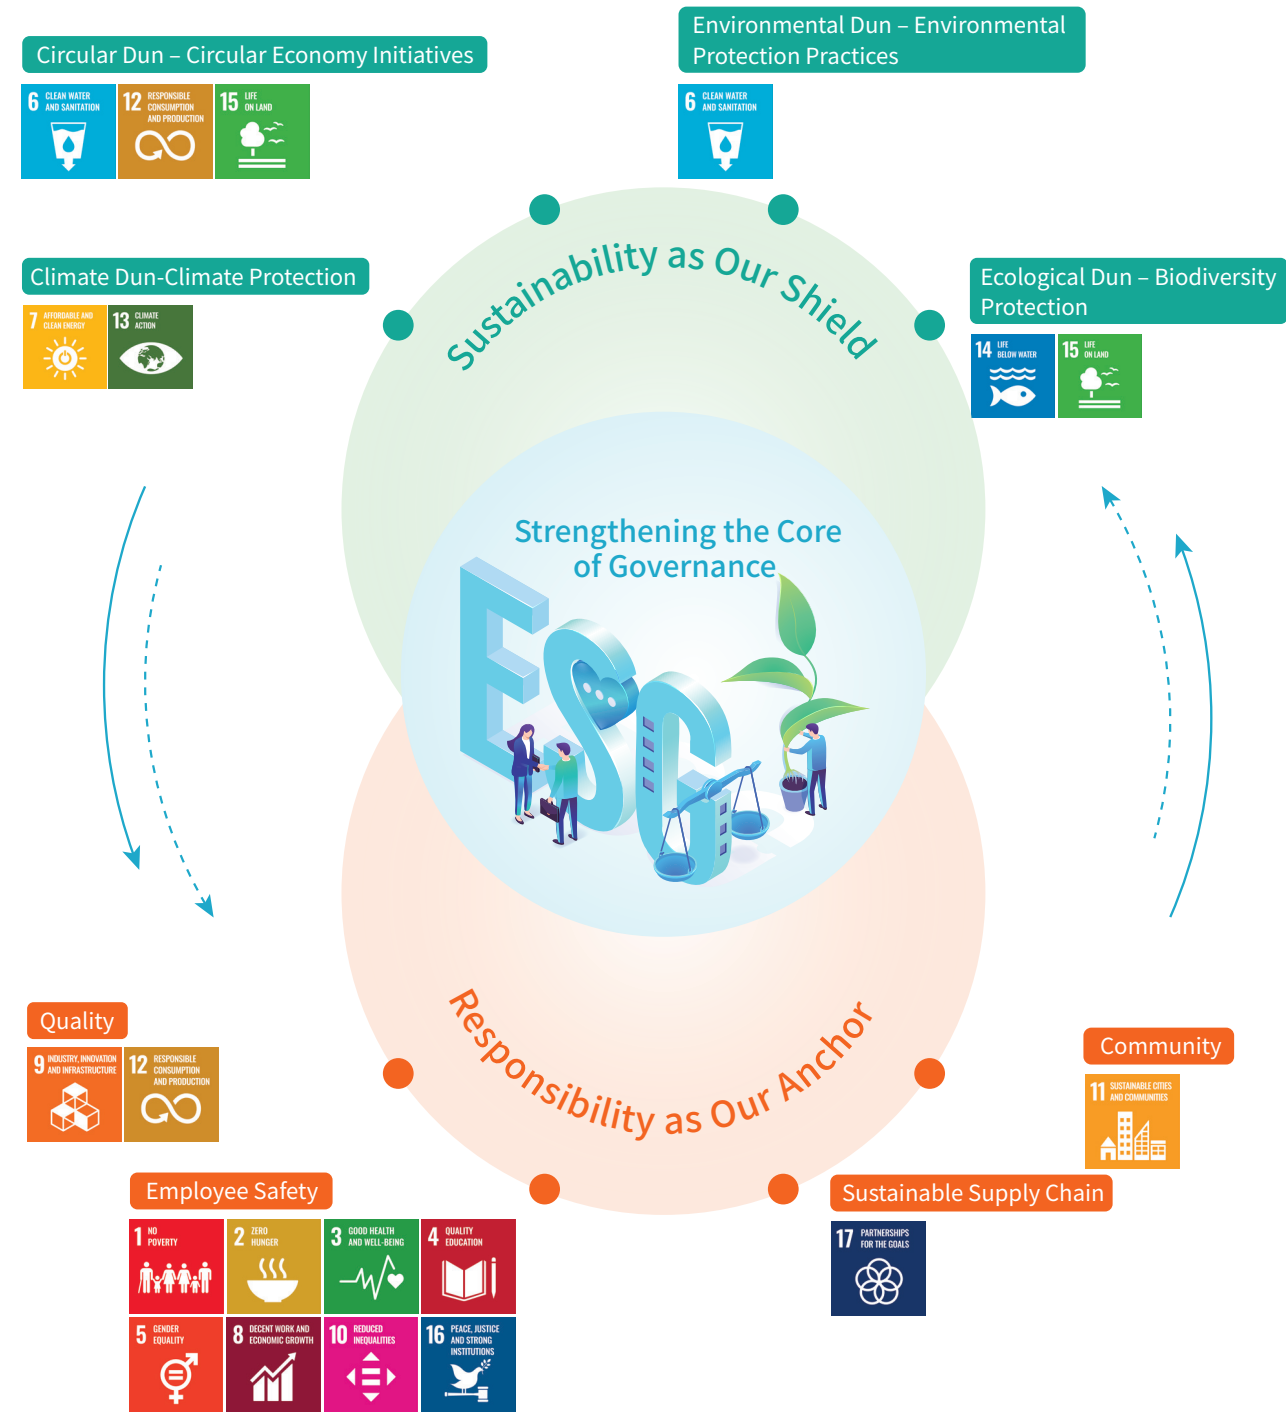 Circular Dun – Circular Economy Initiatives
6 CLEAN WATER
AND SANITATION
12 RESPONSIBLE
CONSUMPTION
AND PRODUCTION
15 LIFE
ON LAND
Environmental Dun – Environmental
Protection Practices
6 CLEAN WATER
AND SANITATION
Climate Dun-Climate Protection
7 AFFORDABLE AND
CLEAN ENERGY
13 CLIMATE
ACTION
Ecological Dun – Biodiversity
Protection
14 LIFE
BELOW WATER
15 LIFE
ON LAND
Sustainability as Our Shield
Strengthening the Core
of Governance
ESG
Responsibility as Our Anchor
Quality
9 INDUSTRY, INNOVATION
AND INFRASTRUCTURE
12 RESPONSIBLE
CONSUMPTION
AND PRODUCTION
Community
11 SUSTAINABLE CITIES
AND COMMUNITIES
Employee Safety
1 NO
POVERTY
2 ZERO
HUNGER
3 GOOD HEALTH
AND WELL-BEING
4 QUALITY
EDUCATION
5 GENDER
EQUALITY
8 DECENT WORK AND
ECONOMIC GROWTH
10 REDUCED
INEQUALITIES
16 PEACE, JUSTICE
AND STRONG
INSTITUTIONS
Sustainable Supply Chain
17 PARTNERSHIPS
FOR THE GOALS